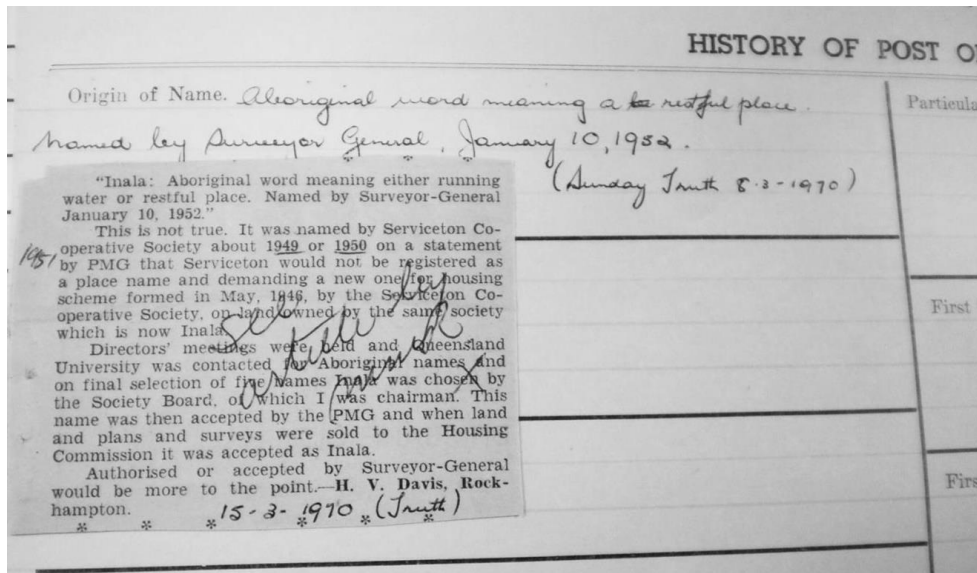 HISTORY OF POST O
Origin of Name. Aboriginal word meaning a restful place.
Particula
Named by Surveyor General, January 10, 1952.
(Sunday Truth 8-3-1970)
* * *
"Inala: Aboriginal word meaning either running
water or restful place. Named by Surveyor-General
January 10, 1952."
This is not true. It was named by Serviceton Co-
operative Society about 1949 or 1950 on a statement
1951
by PMG that Serviceton would not be registered as
a place name and demanding a new one for housing
scheme formed in May, 1946, by the Serviceton Co-
operative Society, on land owned by the same society
which is now Inala.
Directors' meetings were held and Queensland
University was contacted for Aboriginal names and
on final selection of five names Inala was chosen by
the Society Board, of which I was chairman. This
name was then accepted by the PMG and when land
and plans and surveys were sold to the Housing
Commission it was accepted as Inala.
Authorised or accepted by Surveyor-General
would be more to the point.—H. V. Davis, Rock-
hampton.
15-3-1970 (Truth)
* * * * * *
See
article by
First
Firs